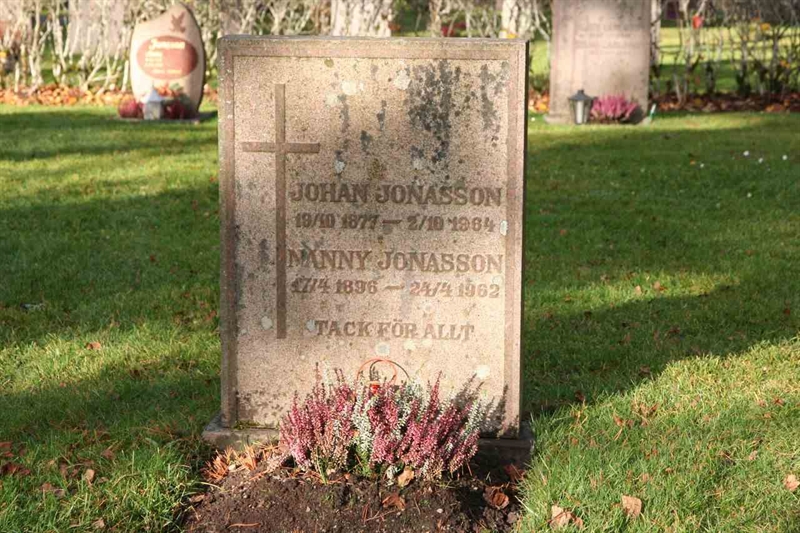 JOHAN JONASSON
19/10 1877 — 2/10 1964
NANNY JONASSON
17/4 1896 — 24/4 1962
TACK FÖR ALLT